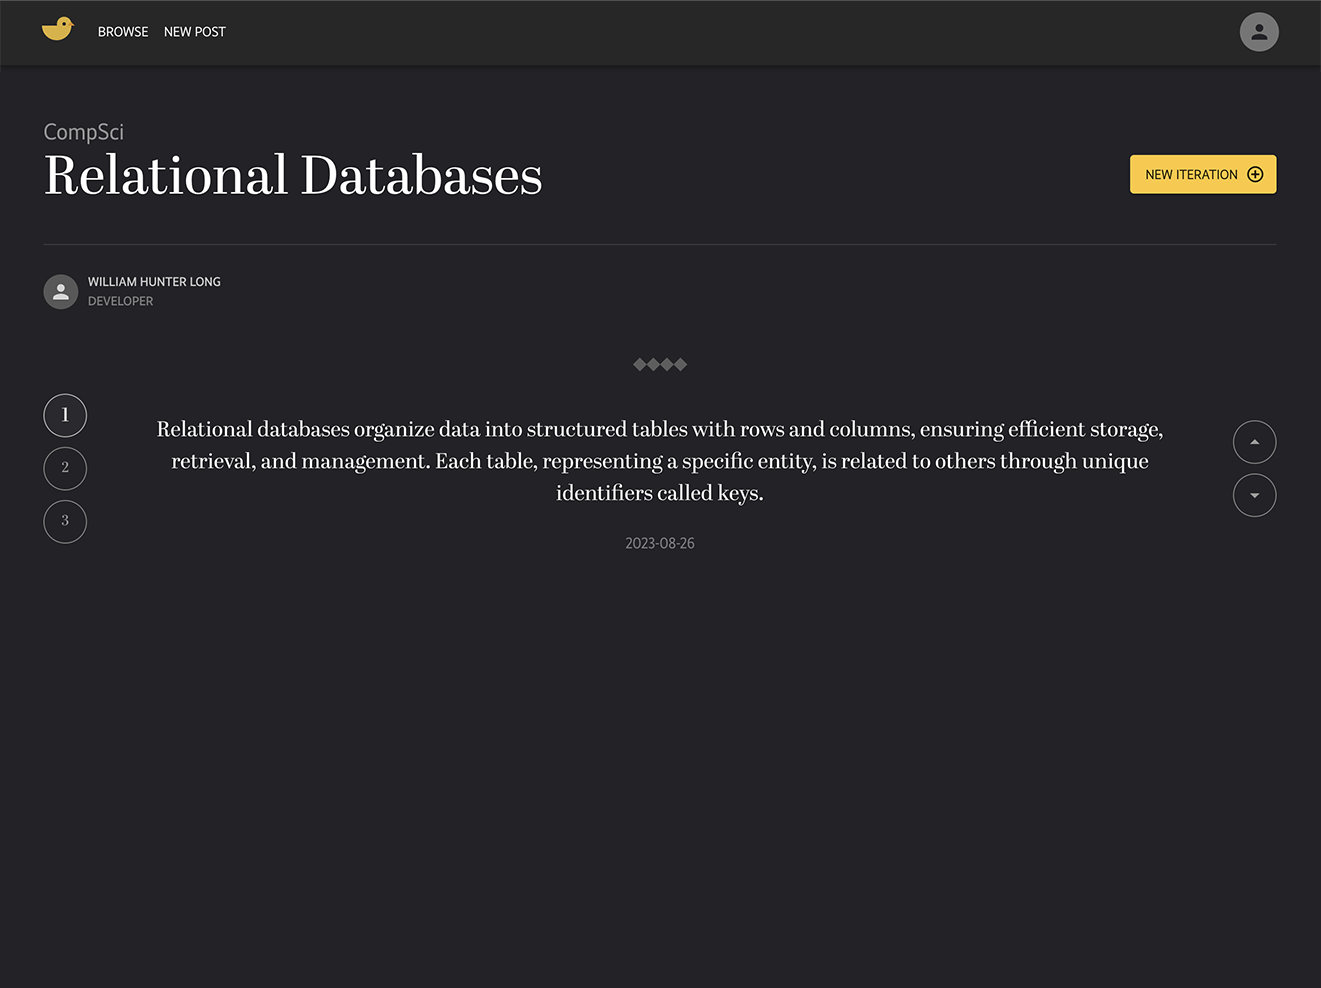 BROWSE NEW POST
CompSci
Relational Databases
NEW ITERATION
WILLIAM HUNTER LONG
DEVELOPER
1
2
3
Relational databases organize data into structured tables with rows and columns, ensuring efficient storage,
retrieval, and management. Each table, representing a specific entity, is related to others through unique
identifiers called keys.
2023-08-26